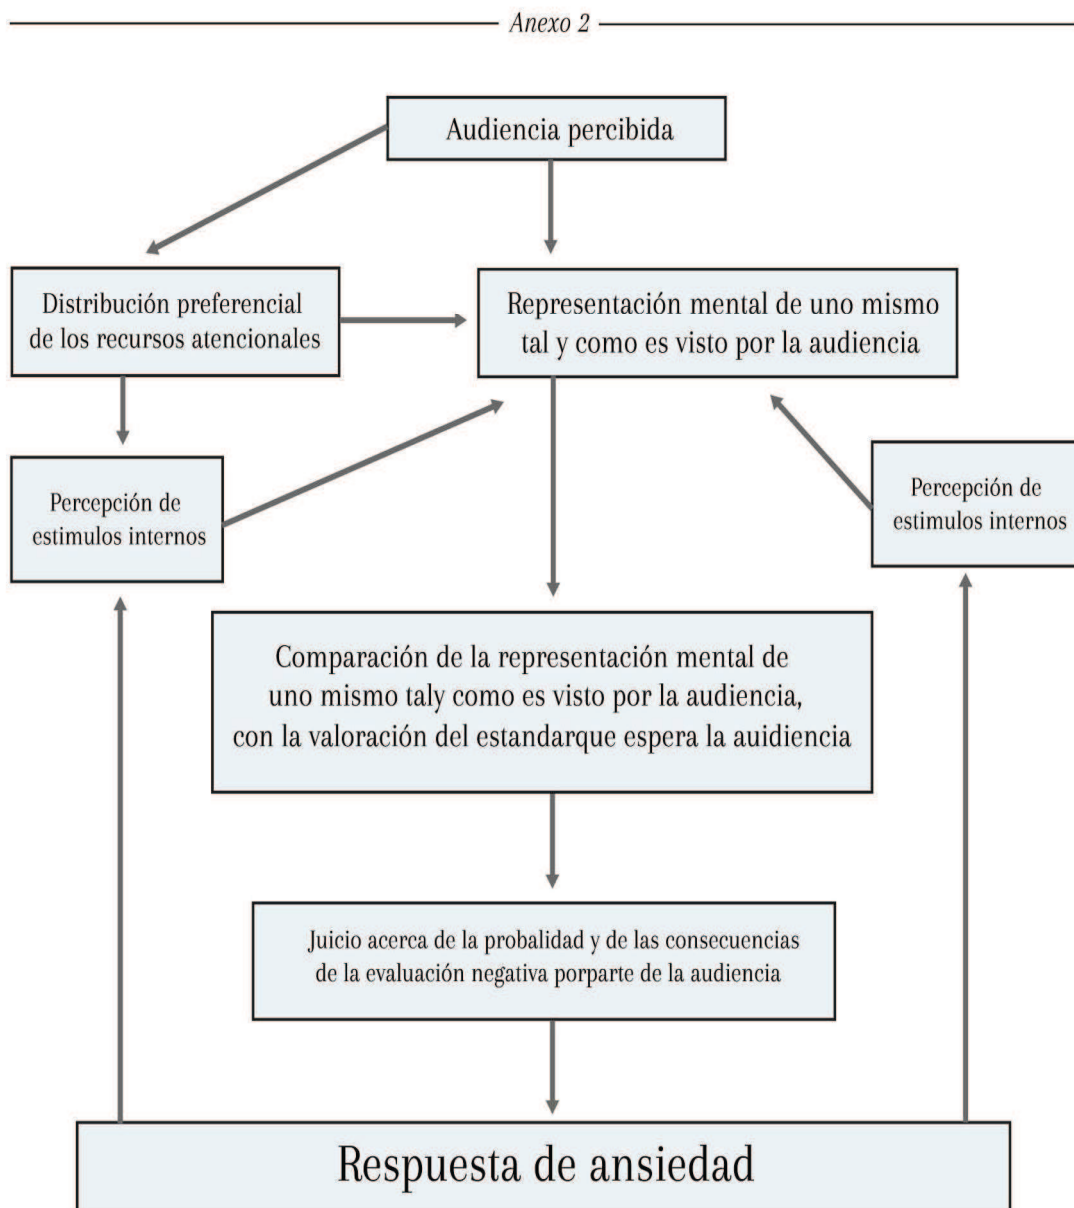 Anexo 2
Audiencia percibida
Distribución preferencial
de los recursos atencionales
Representación mental de uno mismo
tal y como es visto por la audiencia
Percepción de
estimulos internos
Percepción de
estimulos internos
Comparación de la representación mental de
uno mismo taly como es visto por la audiencia,
con la valoración del estandarque espera la auidiencia
Juicio acerca de la probalidad y de las consecuencias
de la evaluación negativa porparte de la audiencia
Respuesta de ansiedad